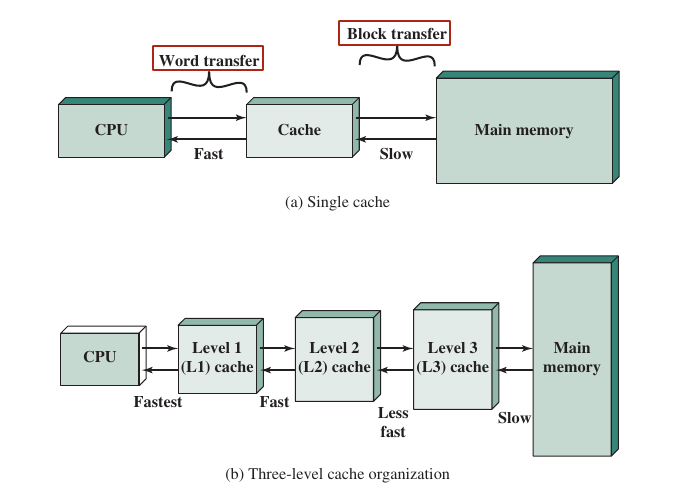 Block transfer
Word transfer
CPU
Cache
Main memory
Fast
Slow
(a) Single cache
CPU
Level 1
(L1) cache
Level 2
(L2) cache
Level 3
(L3) cache
Main
memory
Fastest
Fast
Less
fast
Slow
(b) Three-level cache organization